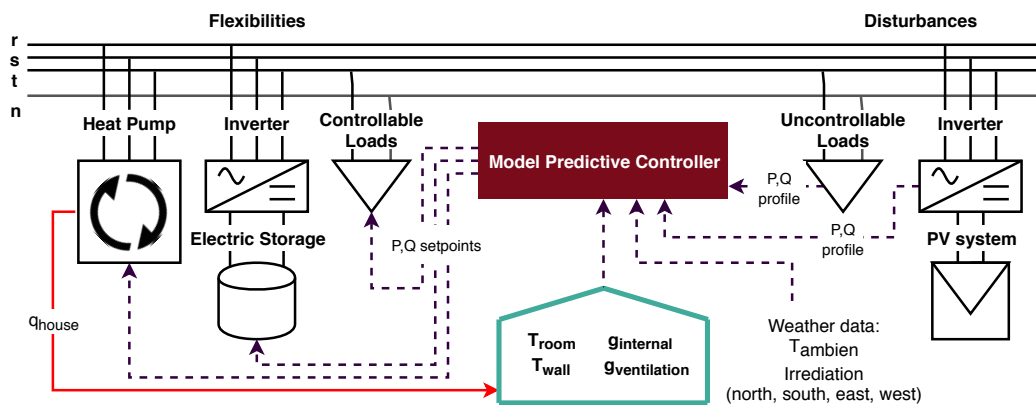 Flexibilities
Disturbances
r
s
t
n
Heat Pump
Inverter
Controllable
Loads
Model Predictive Controller
Uncontrollable
Loads
Inverter
P,Q
profile
P,Q
profile
Electric Storage
P,Q setpoints
PV system
qhouse
Troom
ginternal
Twall
gventilation
Weather data:
Tambien
Irrediation
(north, south, east, west)